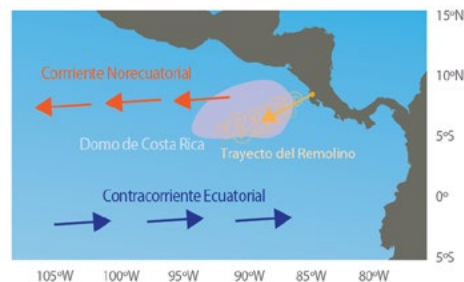 15ºN
Corrriente Norecuatorial
10ºN
5ºS
Domo de Costa Rica
Trayecto del Remolino
Contracorriente Ecuatorial
0º
5ºS
105ºW 100ºW 95ºW 90ºW 85ºW 80ºW